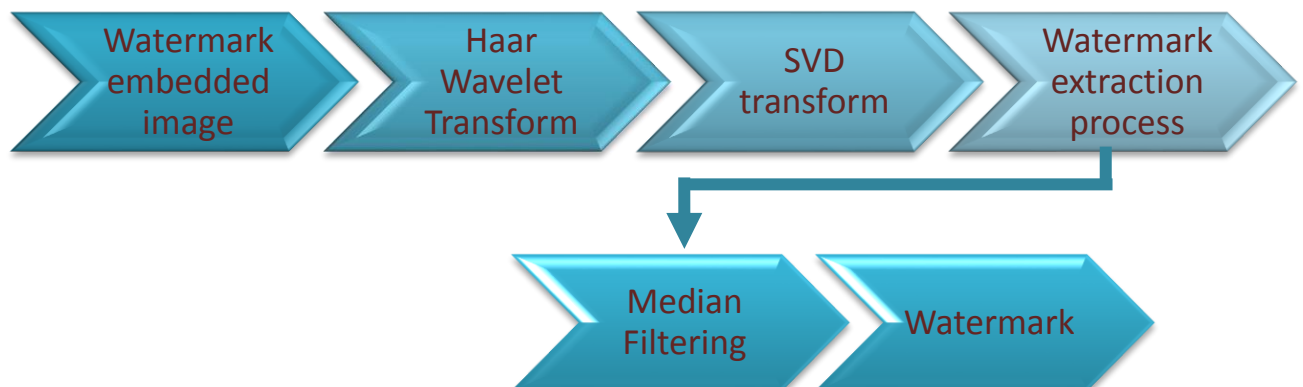 Watermark
embedded
image
Haar
Wavelet
Transform
SVD
transform
Watermark
extraction
process
Median
Filtering
Watermark